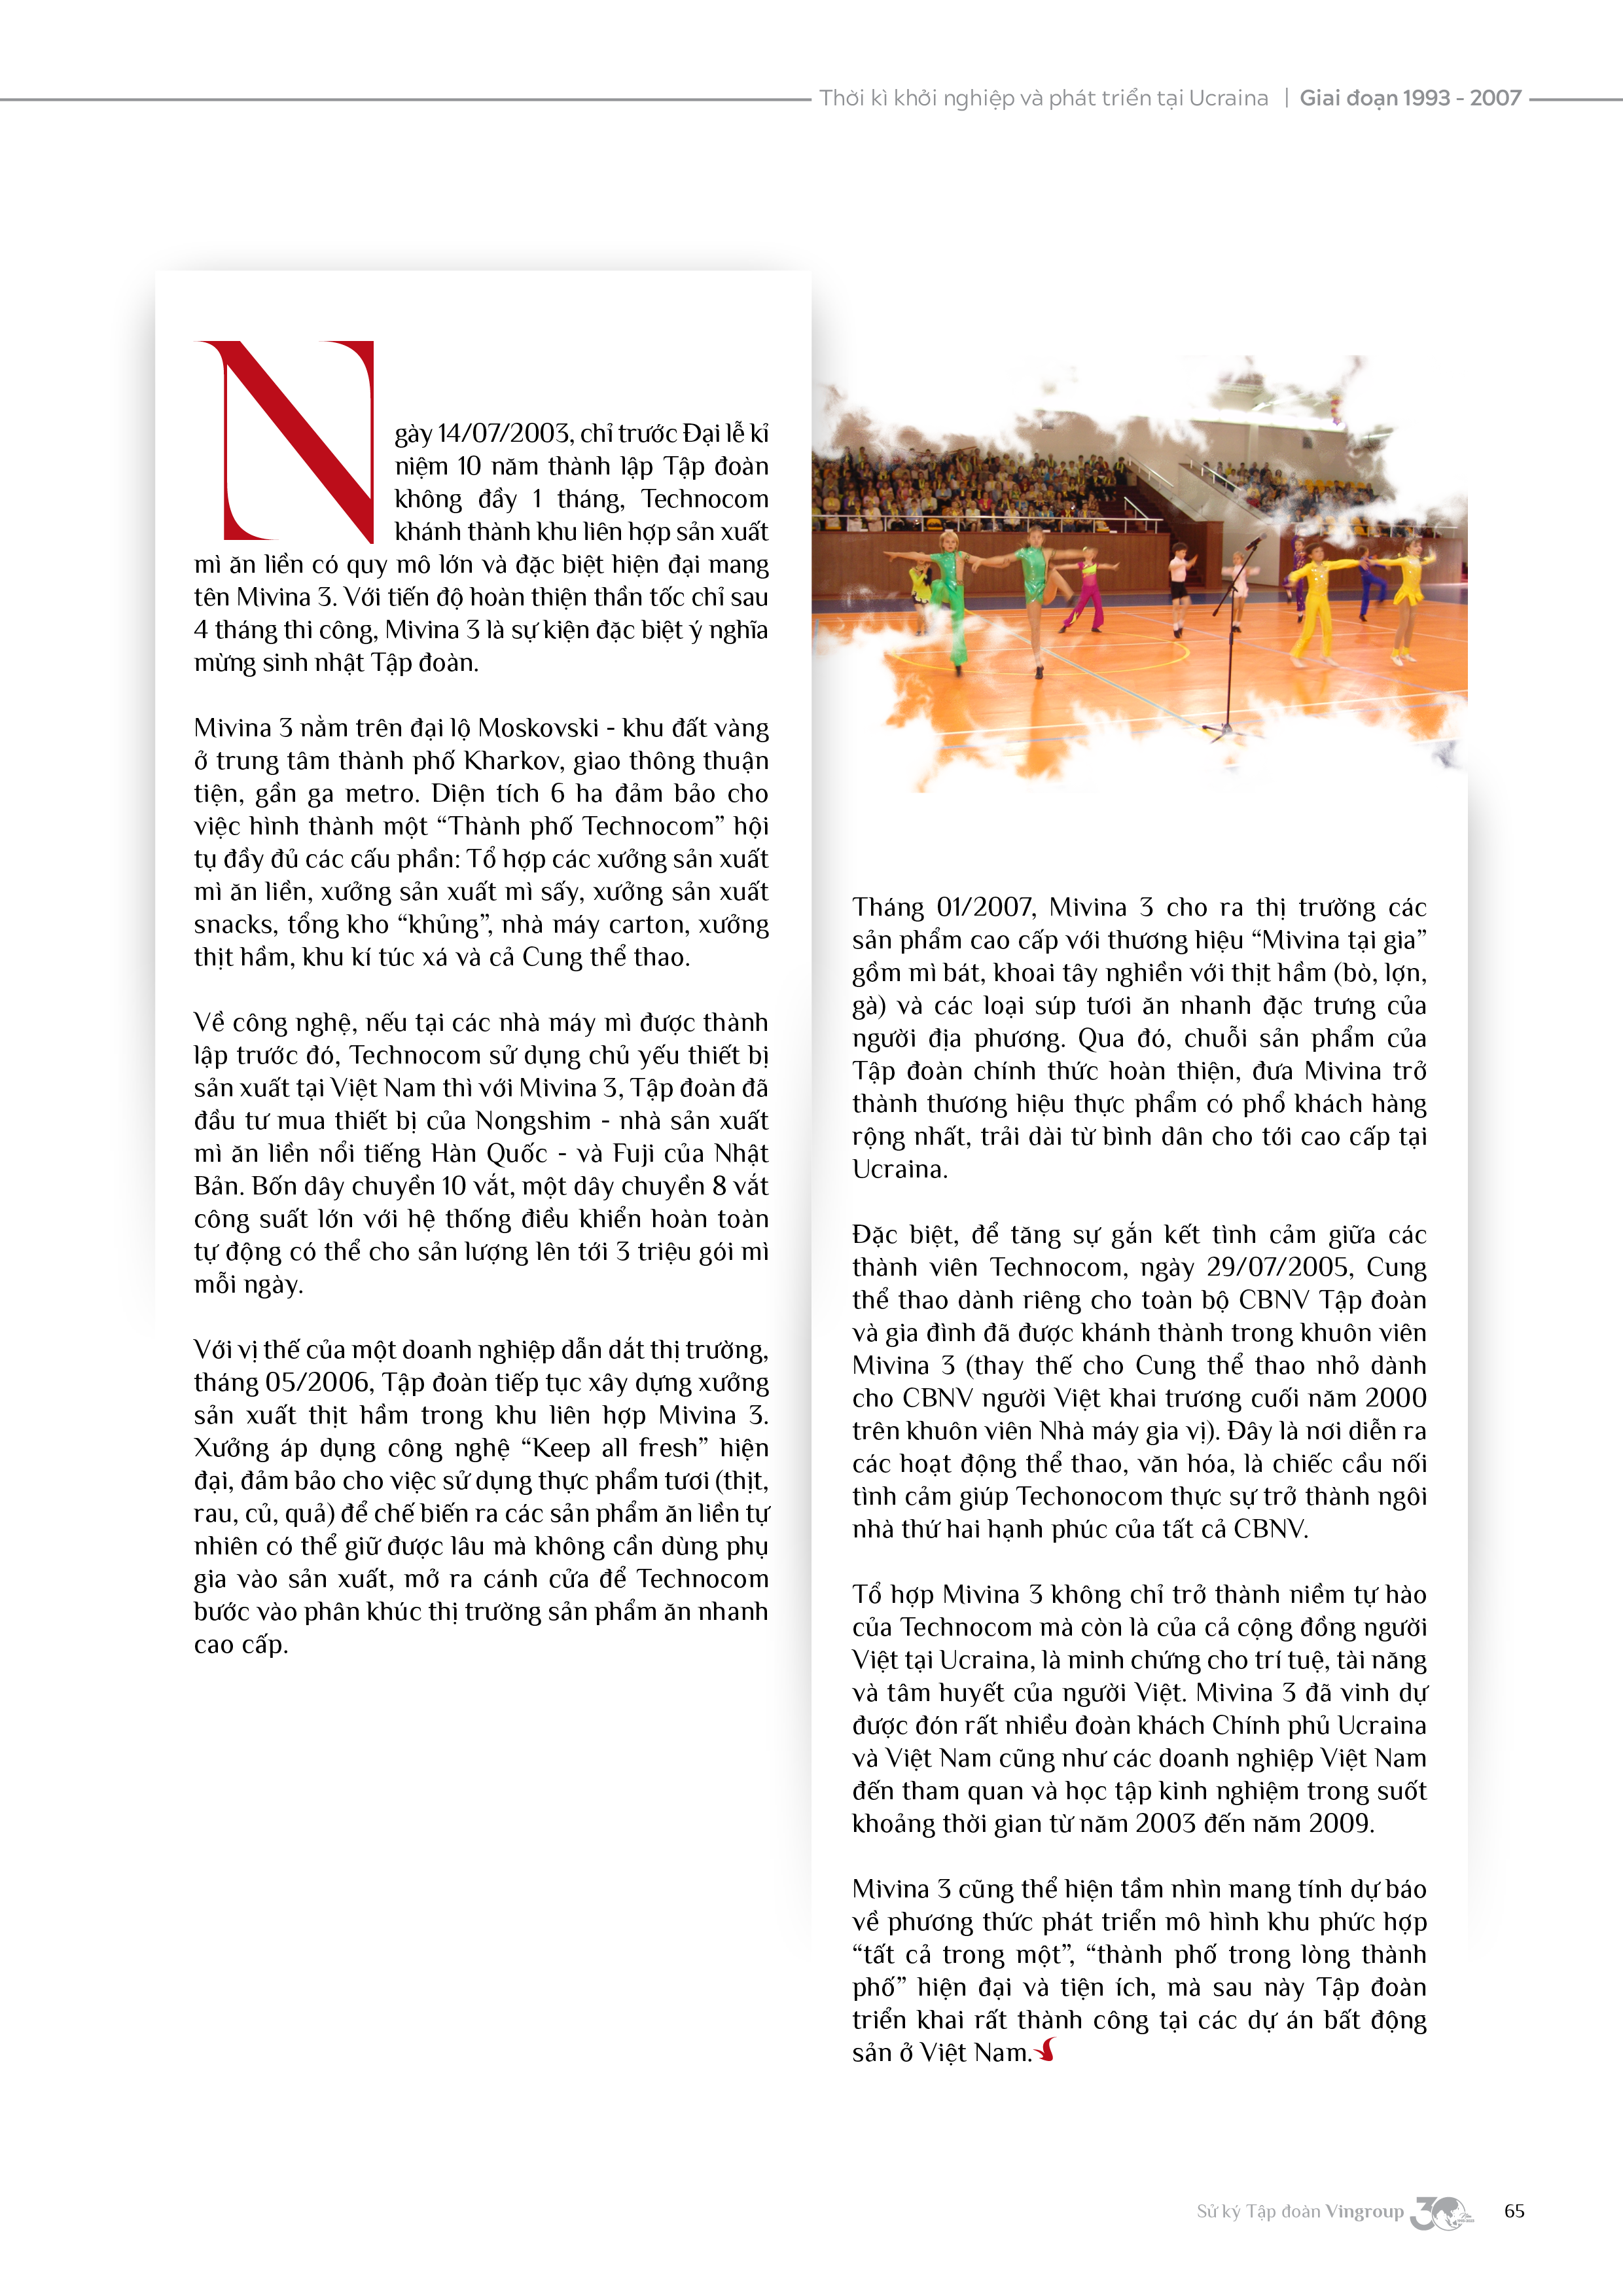 Thời kì khởi nghiệp và phát triển tại Ucraina | Giai đoạn 1993 - 2007
Ngày 14/07/2003, chỉ trước Đại lễ kỉ
niệm 10 năm thành lập Tập đoàn
không đầy 1 tháng, Technocom
khánh thành khu liên hợp sản xuất
mì ăn liền có quy mô lớn và đặc biệt hiện đại mang
tên Mivina 3. Với tiến độ hoàn thiện thần tốc chỉ sau
4 tháng thi công, Mivina 3 là sự kiện đặc biệt ý nghĩa
mừng sinh nhật Tập đoàn.
Mivina 3 nằm trên đại lộ Moskovski - khu đất vàng
ở trung tâm thành phố Kharkov, giao thông thuận
tiện, gần ga metro. Diện tích 6 ha đảm bảo cho
việc hình thành một “Thành phố Technocom” hội
tụ đầy đủ các cấu phần: Tổ hợp các xưởng sản xuất
mì ăn liền, xưởng sản xuất mì sấy, xưởng sản xuất
snacks, tổng kho “khủng”, nhà máy carton, xưởng
thịt hầm, khu kí túc xá và cả Cung thể thao.
Về công nghệ, nếu tại các nhà máy mì được thành
lập trước đó, Technocom sử dụng chủ yếu thiết bị
sản xuất tại Việt Nam thì với Mivina 3, Tập đoàn đã
đầu tư mua thiết bị của Nongshim - nhà sản xuất
mì ăn liền nổi tiếng Hàn Quốc - và Fuji của Nhật
Bản. Bốn dây chuyền 10 vắt, một dây chuyền 8 vắt
công suất lớn với hệ thống điều khiển hoàn toàn
tự động có thể cho sản lượng lên tới 3 triệu gói mì
mỗi ngày.
Với vị thế của một doanh nghiệp dẫn dắt thị trường,
tháng 05/2006, Tập đoàn tiếp tục xây dựng xưởng
sản xuất thịt hầm trong khu liên hợp Mivina 3.
Xưởng áp dụng công nghệ “Keep all fresh” hiện
đại, đảm bảo cho việc sử dụng thực phẩm tươi (thịt,
rau, củ, quả) để chế biến ra các sản phẩm ăn liền tự
nhiên có thể giữ được lâu mà không cần dùng phụ
gia vào sản xuất, mở ra cánh cửa để Technocom
bước vào phân khúc thị trường sản phẩm ăn nhanh
cao cấp.
Tháng 01/2007, Mivina 3 cho ra thị trường các
sản phẩm cao cấp với thương hiệu “Mivina tại gia”
gồm mì bát, khoai tây nghiền với thịt hầm (bò, lợn,
gà) và các loại súp tươi ăn nhanh đặc trưng của
người địa phương. Qua đó, chuỗi sản phẩm của
Tập đoàn chính thức hoàn thiện, đưa Mivina trở
thành thương hiệu thực phẩm có phổ khách hàng
rộng nhất, trải dài từ bình dân cho tới cao cấp tại
Ucraina.
Đặc biệt, để tăng sự gắn kết tình cảm giữa các
thành viên Technocom, ngày 29/07/2005, Cung
thể thao dành riêng cho toàn bộ CBNV Tập đoàn
và gia đình đã được khánh thành trong khuôn viên
Mivina 3 (thay thế cho Cung thể thao nhỏ dành
cho CBNV người Việt khai trương cuối năm 2000
trên khuôn viên Nhà máy gia vị). Đây là nơi diễn ra
các hoạt động thể thao, văn hóa, là chiếc cầu nối
tình cảm giúp Techonocom thực sự trở thành ngôi
nhà thứ hai hạnh phúc của tất cả CBNV.
Tổ hợp Mivina 3 không chỉ trở thành niềm tự hào
của Technocom mà còn là của cả cộng đồng người
Việt tại Ucraina, là minh chứng cho trí tuệ, tài năng
và tâm huyết của người Việt. Mivina 3 đã vinh dự
được đón rất nhiều đoàn khách Chính phủ Ucraina
và Việt Nam cũng như các doanh nghiệp Việt Nam
đến tham quan và học tập kinh nghiệm trong suốt
khoảng thời gian từ năm 2003 đến năm 2009.
Mivina 3 cũng thể hiện tầm nhìn mang tính dự báo
về phương thức phát triển mô hình khu phức hợp
“tất cả trong một”, “thành phố trong lòng thành
phố” hiện đại và tiện ích, mà sau này Tập đoàn
triển khai rất thành công tại các dự án bất động
sản ở Việt Nam.
Sử ký Tập đoàn Vingroup 30 65